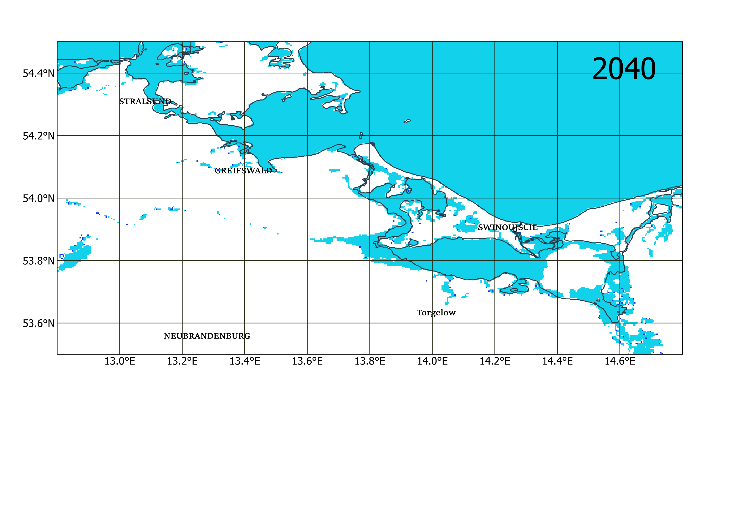 2040
54.4°N
STRALSUND
54.2°N
GREIFSWALD
54.0°N
SWINOUJSCIE
53.8°N
Torgelow
53.6°N
NEUBRANDENBURG
13.0°E 13.2°E 13.4°E 13.6°E 13.8°E 14.0°E 14.2°E 14.4°E 14.6°E